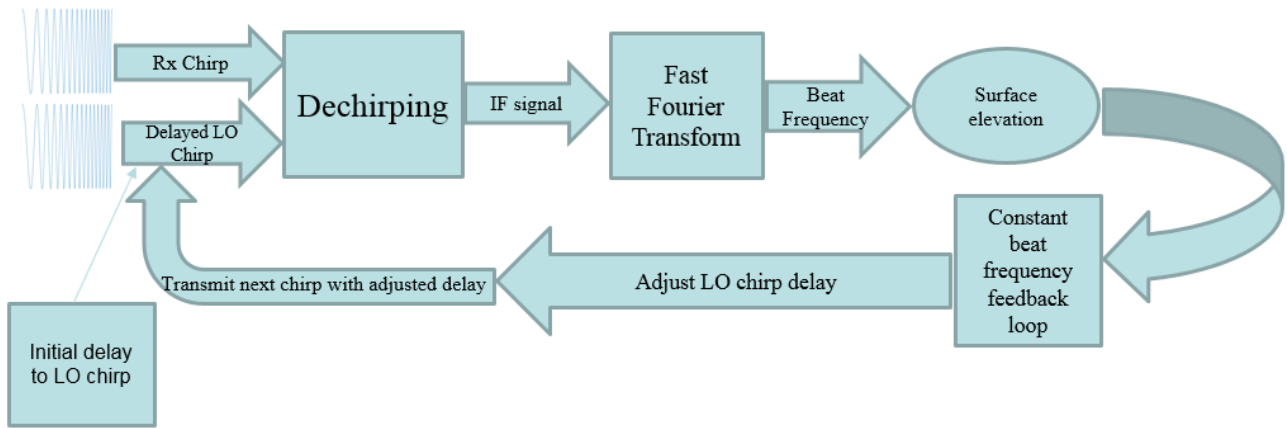 Rx Chirp
Delayed LO
Chirp
Dechirping
IF signal
Fast
Fourier
Transform
Beat
Frequency
Surface
elevation
Constant
beat
frequency
feedback
loop
Adjust LO chirp delay
Transmit next chirp with adjusted delay
Initial delay
to LO chirp